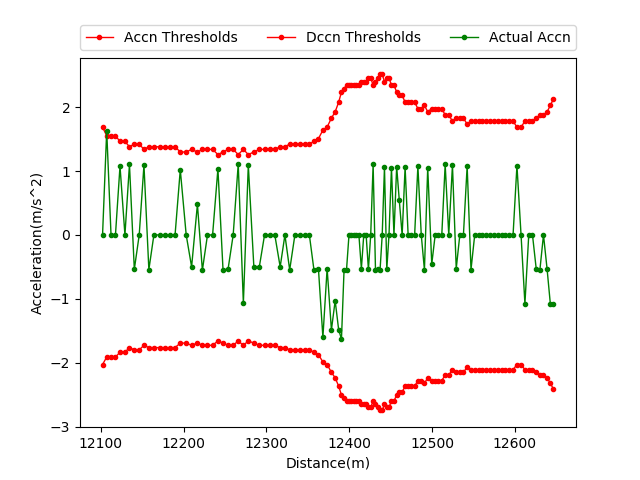 Accn Thresholds Dccn Thresholds Actual Accn
Acceleration(m/s^2)
2
1
0
−1
−2
−3
12100 12200 12300 12400 12500 12600
Distance(m)